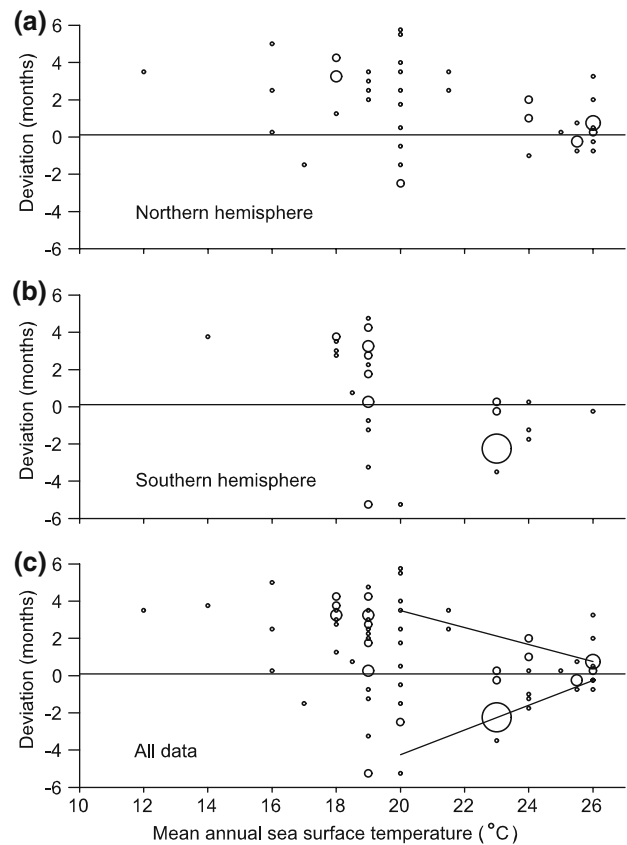 (a)
Deviation (months)
6
4
2
0
-2
-4
-6
Northern hemisphere
(b)
Deviation (months)
6
4
2
0
-2
-4
-6
Southern hemisphere
(c)
Deviation (months)
6
4
2
0
-2
-4
-6
All data
10 12 14 16 18 20 22 24 26
Mean annual sea surface temperature (°C)